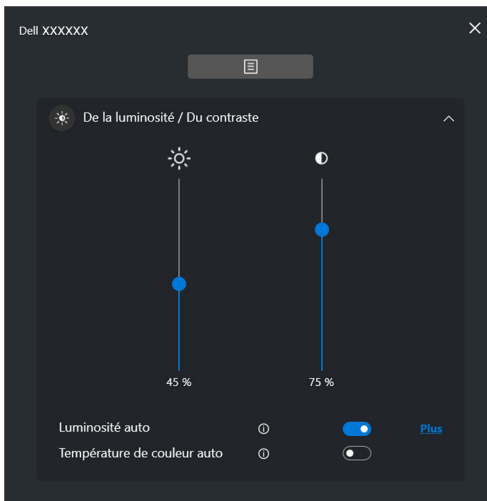 Dell XXXXXX
De la luminosité / Du contraste
45 %
75 %
Luminosité auto
Plus
Température de couleur auto